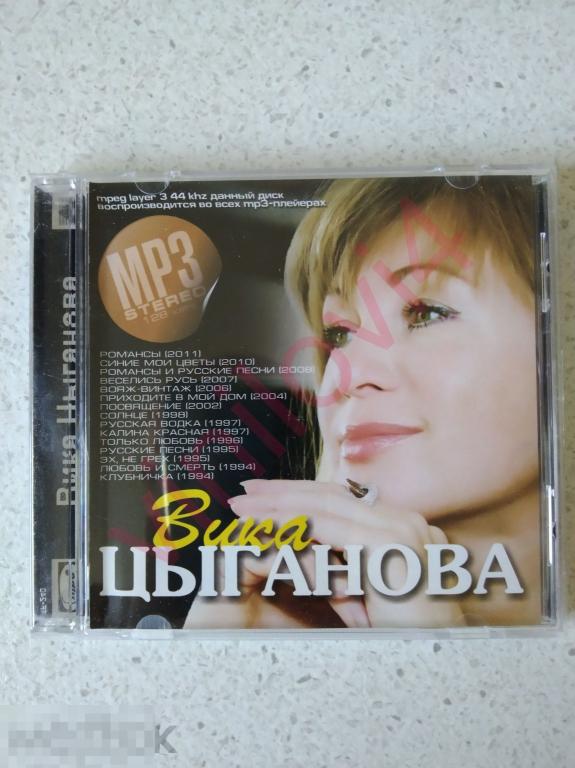 mpeg layer 3 44 khz данный диск
воспроизводится во всех mp3-плейерах
MP3
STEREO
128
РОМАНСЫ (2011)
СИНИЕ МОИ ЦВЕТЫ (2010)
РОМАНСЫ И РУССКИЕ ПЕСНИ (2008)
ВЕСЕЛИСЬ РУСЬ (2007)
ВОЯЖ-ВИНТАЖ (2006)
ПРИХОДИТЕ В МОЙ ДОМ (2004)
ПОСВЯЩЕНИЕ (2002)
СОЛНЦЕ (1998)
РУССКАЯ ВОДКА (1997)
КАЛИНА КРАСНАЯ (1997)
ТОЛЬКО ЛЮБОВЬ (1996)
РУССКИЕ ПЕСНИ (1995)
ЭХ, НЕ ГРЕХ (1995)
ЛЮБОВЬ И СМЕРТЬ (1994)
КЛУБНИЧКА (1994)
Вика
ЦЫГАНОВА
Вика Цыганова